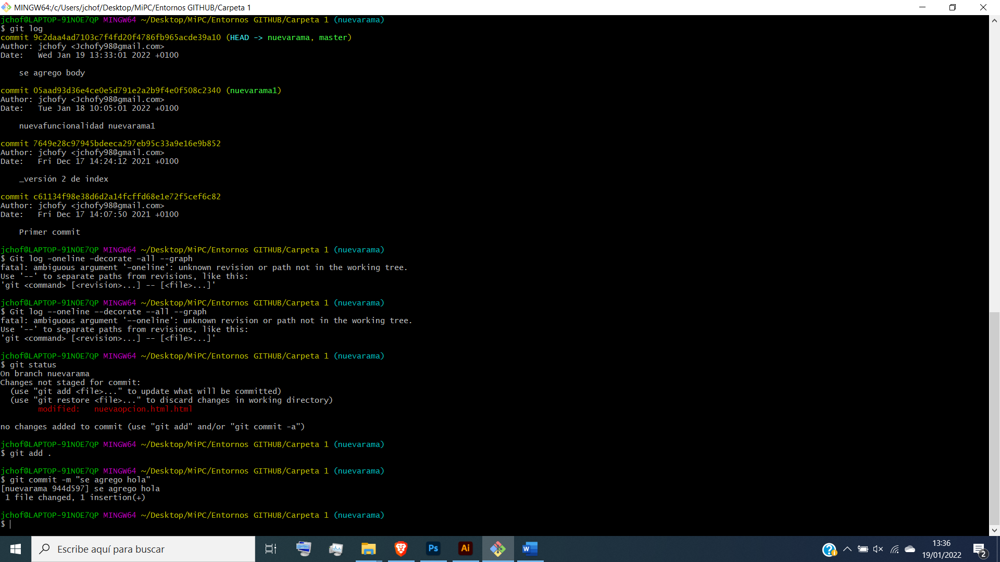 MINGW64:/c/Users/jchof/Desktop/MiPC/Entornos GITHUB/Carpeta 1
jchof@LAPTOP-91NOE7QP MINGW64 ~/Desktop/MiPC/Entornos GITHUB/Carpeta 1 (nuevarama)
$ git log
commit 9c2daa4ad7103c7f4fd20f4786fb965acde39a10 (HEAD -> nuevarama, master)
Author: jchofy <Jchofy98@gmail.com>
Date:   Wed Jan 19 13:33:01 2022 +0100
    se agrego body
commit 05aad93d36e4ce0e5d791e2a2b9f4e0f508c2340 (nuevarama1)
Author: jchofy <Jchofy98@gmail.com>
Date:   Tue Jan 18 10:05:01 2022 +0100
    nuevafuncionalidad nuevarama1
commit 7649e28c97945bdeeca297eb95c33a9e16e9b852
Author: jchofy <jchofy98@gmail.com>
Date:   Fri Dec 17 14:24:12 2021 +0100
    _versión 2 de index
commit c61134f98e38d6d2a14fcffd68e1e72f5cef6c82
Author: jchofy <jchofy98@gmail.com>
Date:   Fri Dec 17 14:07:50 2021 +0100
    Primer commit
jchof@LAPTOP-91NOE7QP MINGW64 ~/Desktop/MiPC/Entornos GITHUB/Carpeta 1 (nuevarama)
$ Git log –oneline –decorate –all --graph
fatal: ambiguous argument '–oneline': unknown revision or path not in the working tree.
Use '--' to separate paths from revisions, like this:
'git <command> [<revision>...] -- [<file>...]'
jchof@LAPTOP-91NOE7QP MINGW64 ~/Desktop/MiPC/Entornos GITHUB/Carpeta 1 (nuevarama)
$ Git log –-oneline –-decorate –-all --graph
fatal: ambiguous argument '–-oneline': unknown revision or path not in the working tree.
Use '--' to separate paths from revisions, like this:
'git <command> [<revision>...] -- [<file>...]'
jchof@LAPTOP-91NOE7QP MINGW64 ~/Desktop/MiPC/Entornos GITHUB/Carpeta 1 (nuevarama)
$ git status
On branch nuevarama
Changes not staged for commit:
  (use "git add <file>..." to update what will be committed)
  (use "git restore <file>..." to discard changes in working directory)
        modified:   nuevaopcion.html.html
no changes added to commit (use "git add" and/or "git commit -a")
jchof@LAPTOP-91NOE7QP MINGW64 ~/Desktop/MiPC/Entornos GITHUB/Carpeta 1 (nuevarama)
$ git add .
jchof@LAPTOP-91NOE7QP MINGW64 ~/Desktop/MiPC/Entornos GITHUB/Carpeta 1 (nuevarama)
$ git commit -m "se agrego hola"
[nuevarama 944d597] se agrego hola
 1 file changed, 1 insertion(+)
jchof@LAPTOP-91NOE7QP MINGW64 ~/Desktop/MiPC/Entornos GITHUB/Carpeta 1 (nuevarama)
$
Escribe aquí para buscar
Ps
Ai
W
13:36
19/01/2022
2